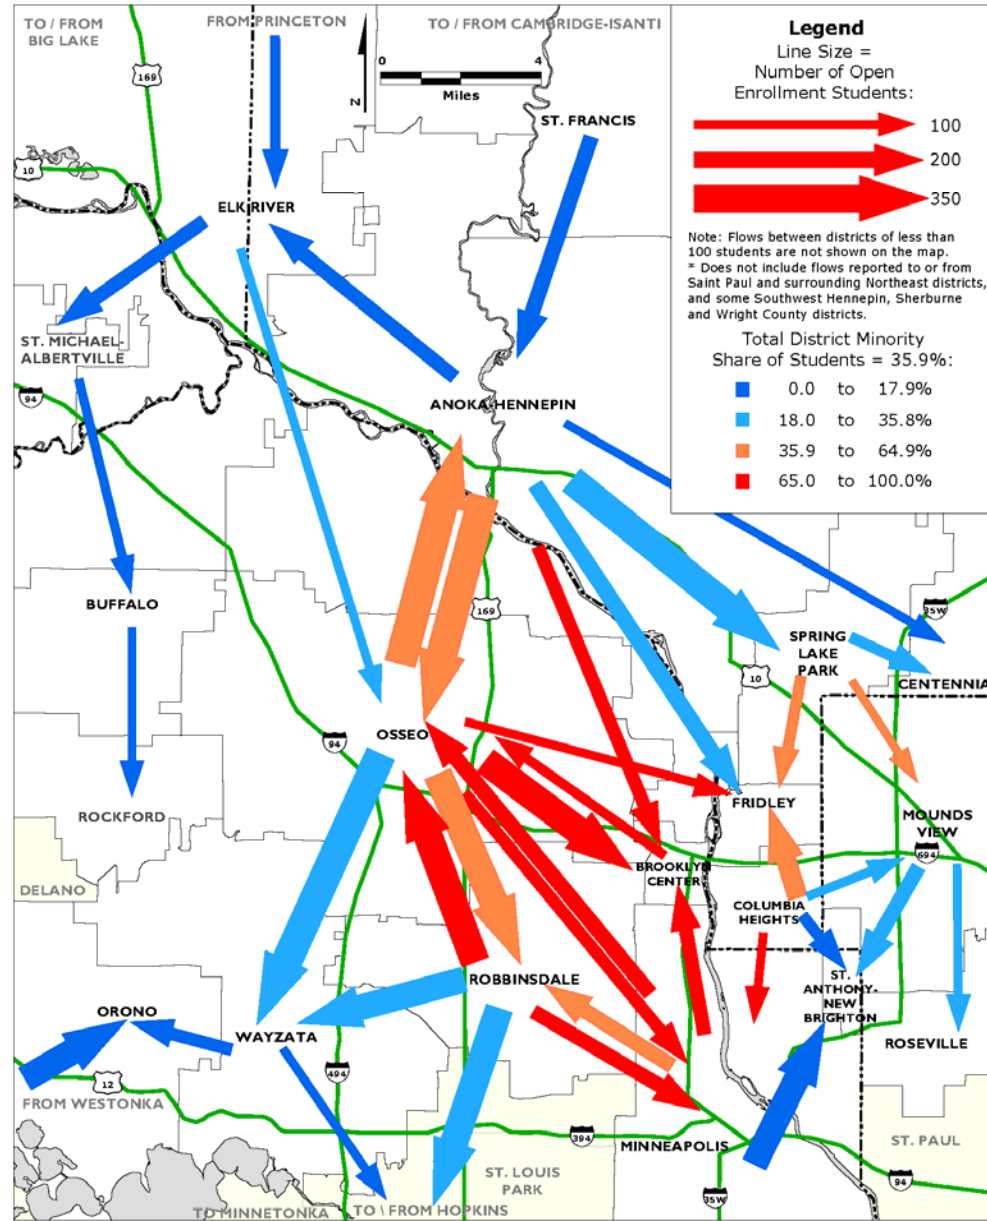 TO / FROM
BIG LAKE
FROM PRINCETON
TO / FROM CAMBRIDGE-ISANTI
169
0
4
Miles
N
10
ST. FRANCIS
ELK RIVER
Legend
Line Size =
Number of Open
Enrollment Students:
100
200
350
Note: Flows between districts of less than
100 students are not shown on the map.
* Does not include flows reported to or from
Saint Paul and surrounding Northeast districts,
and some Southwest Hennepin, Sherburne
and Wright County districts.
Total District Minority
Share of Students = 35.9%:
0.0 to 17.9%
18.0 to 35.8%
35.9 to 64.9%
65.0 to 100.0%
ST. MICHAEL-
ALBERTVILLE
94
ANOKA-HENNEPIN
BUFFALO
169
35W
SPRING
LAKE
PARK
10
CENTENNIA
OSSEO
94
ROCKFORD
FRIDLEY
MOUNDS
VIEW
694
BROOKLYN
CENTER
DELANO
COLUMBIA
HEIGHTS
ROBBINSDALE
ST.
ANTHONY-
NEW
BRIGHTON
ORONO
WAYZATA
ROSEVILLE
494
12
FROM WESTONKA
394
MINNEAPOLIS
ST. PAUL
ST. LOUIS
PARK
94
35W
TO MINNETONKA
TO \ FROM HOPKINS